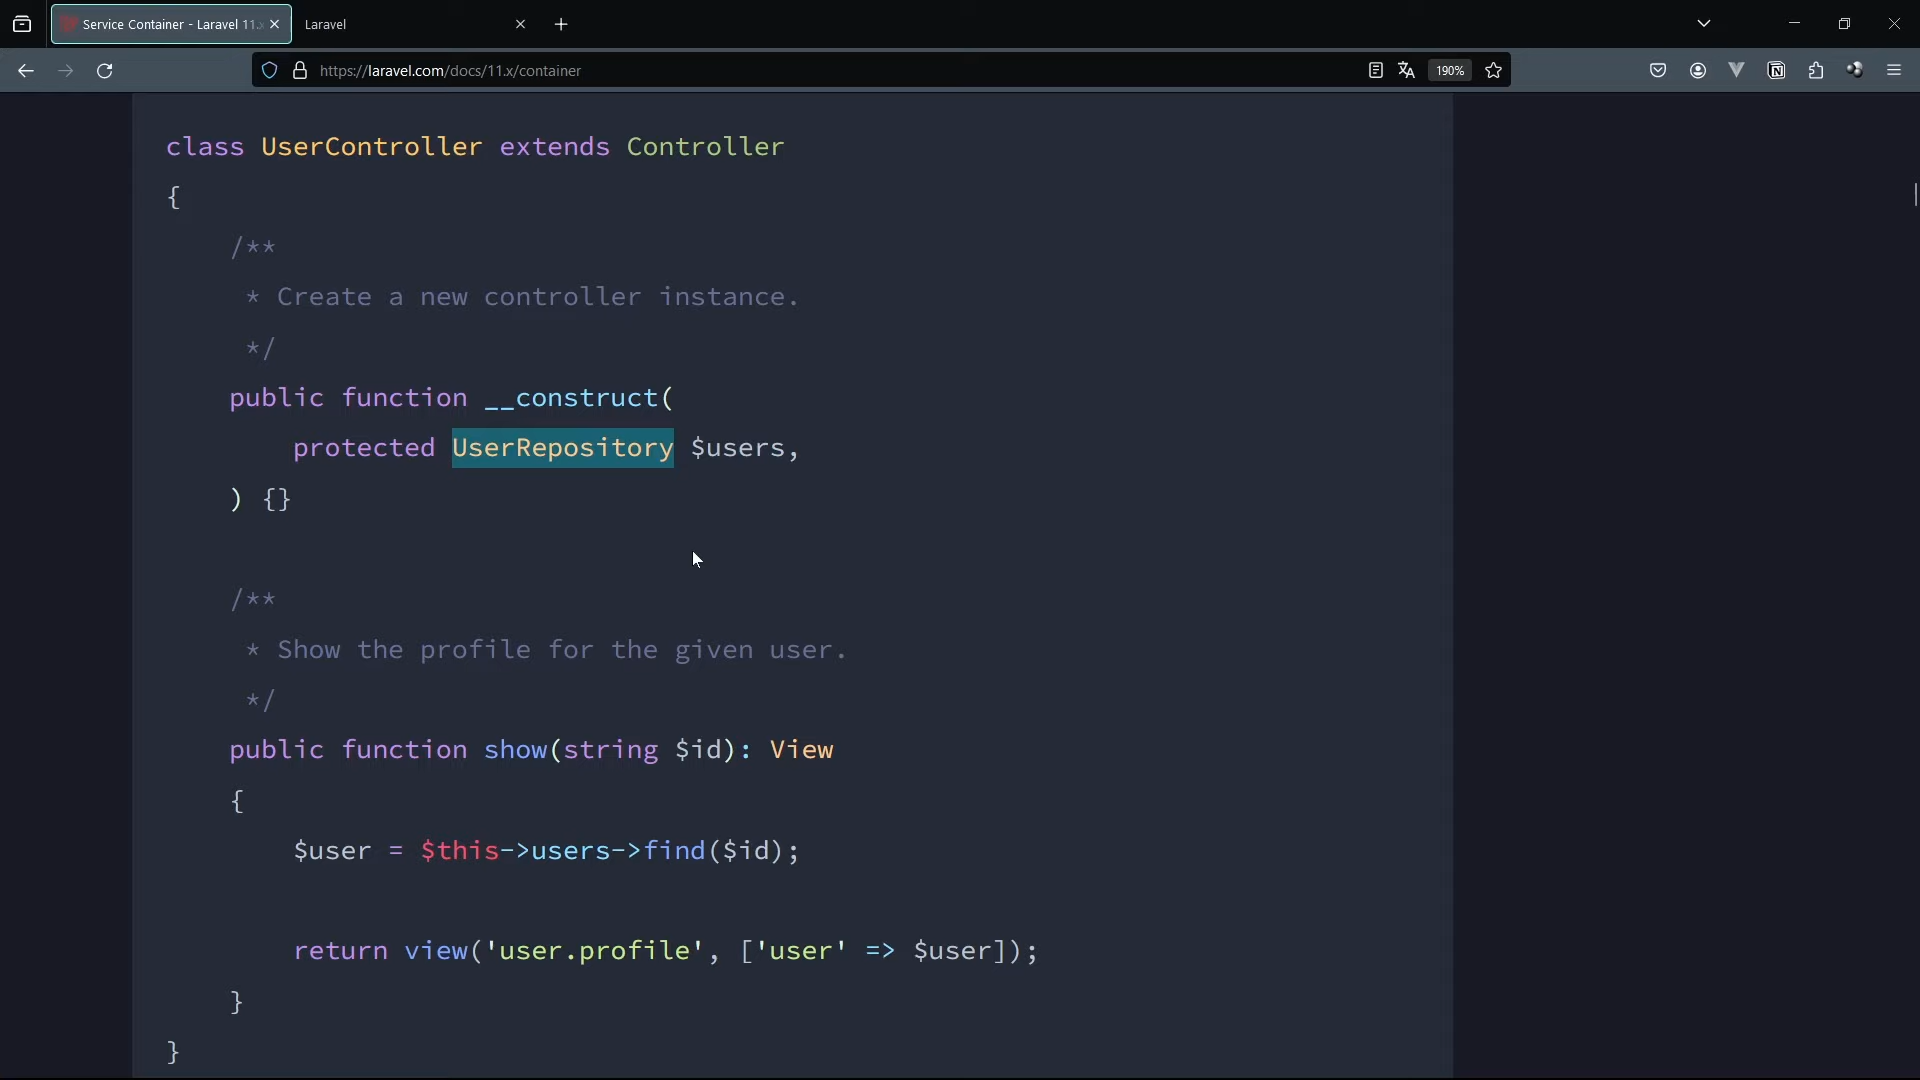 Service Container - Laravel 11.x
Laravel
https://laravel.com/docs/11.x/container
190%
class UserController extends Controller
{
/**
* Create a new controller instance.
*/
public function __construct(
protected UserRepository $users,
) {}
/**
* Show the profile for the given user.
*/
public function show(string $id): View
{
$user = $this->users->find($id);
return view('user.profile', ['user' => $user]);
}
}